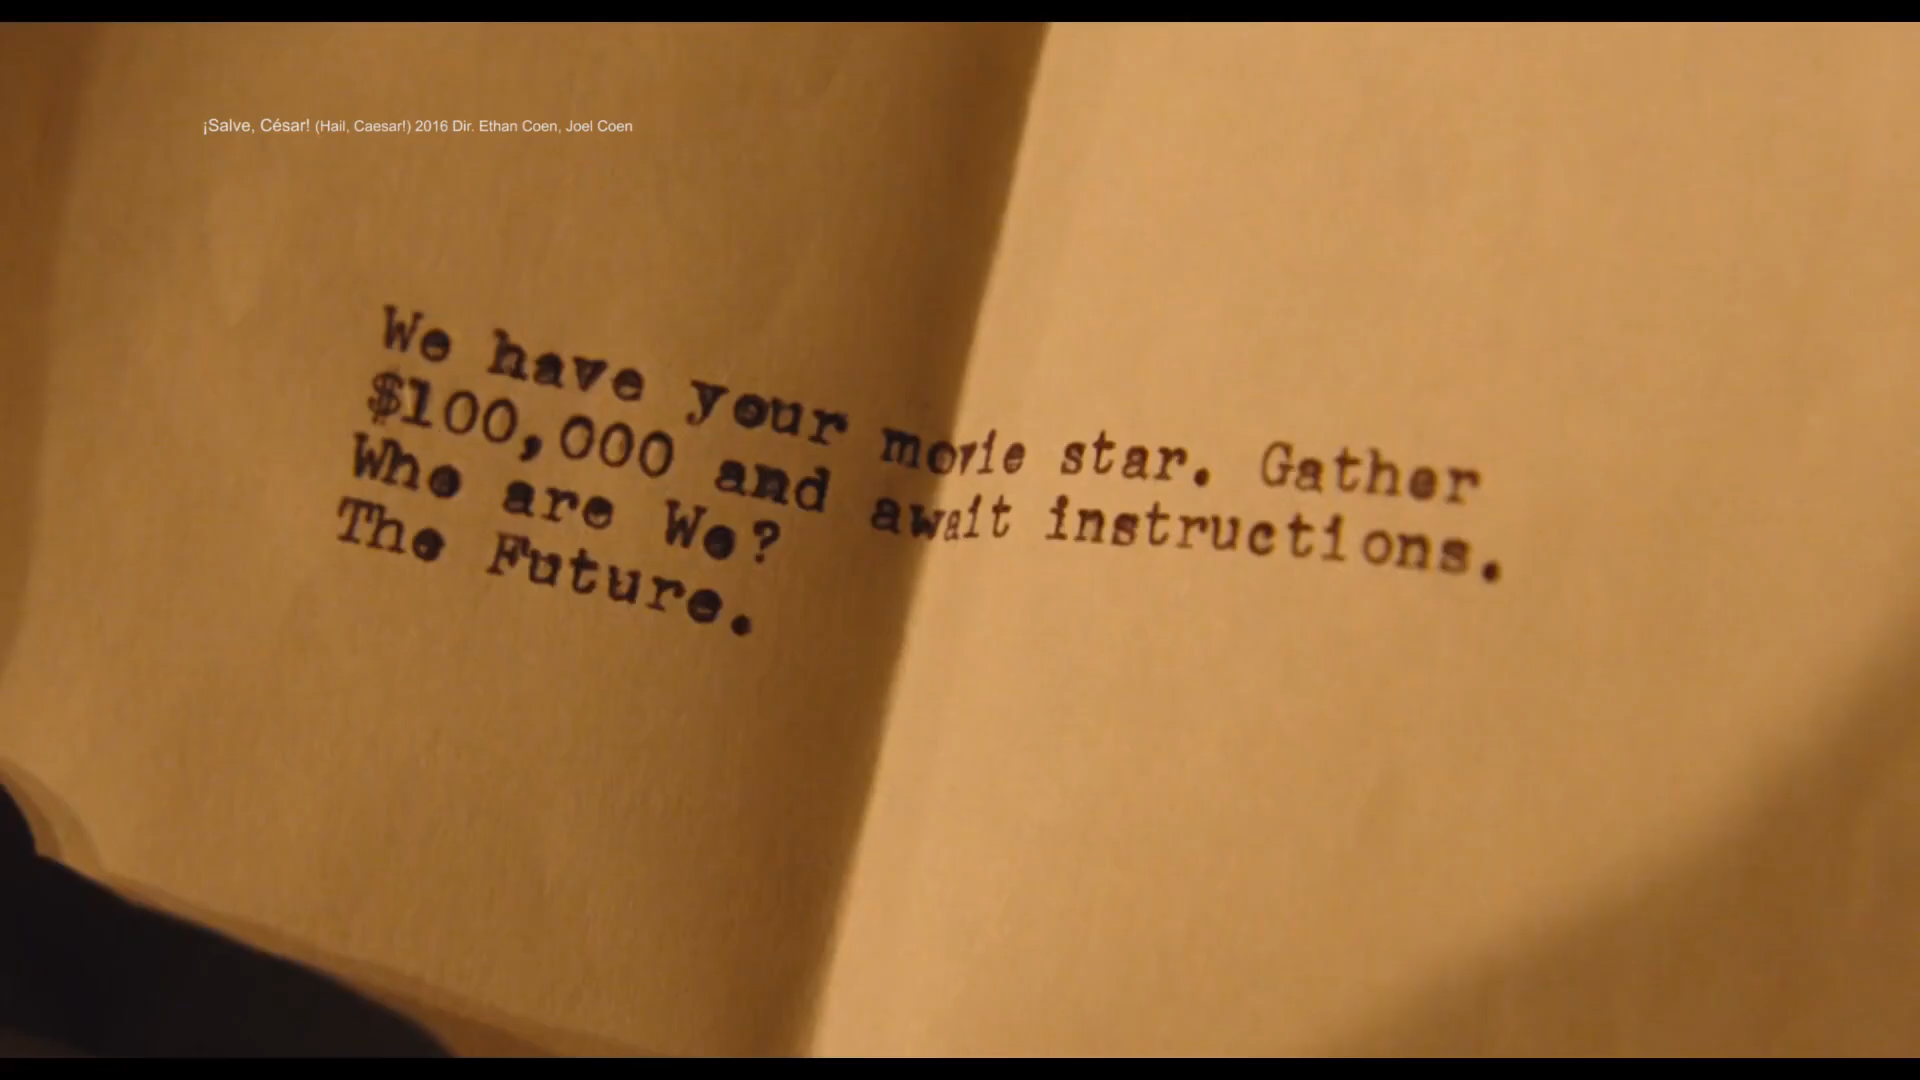 ¡Salve, César! (Hail, Caesar!) 2016 Dir. Ethan Coen, Joel Coen
We have your movie star. Gather
$100,000 and await instructions.
Who are We?
The Future.